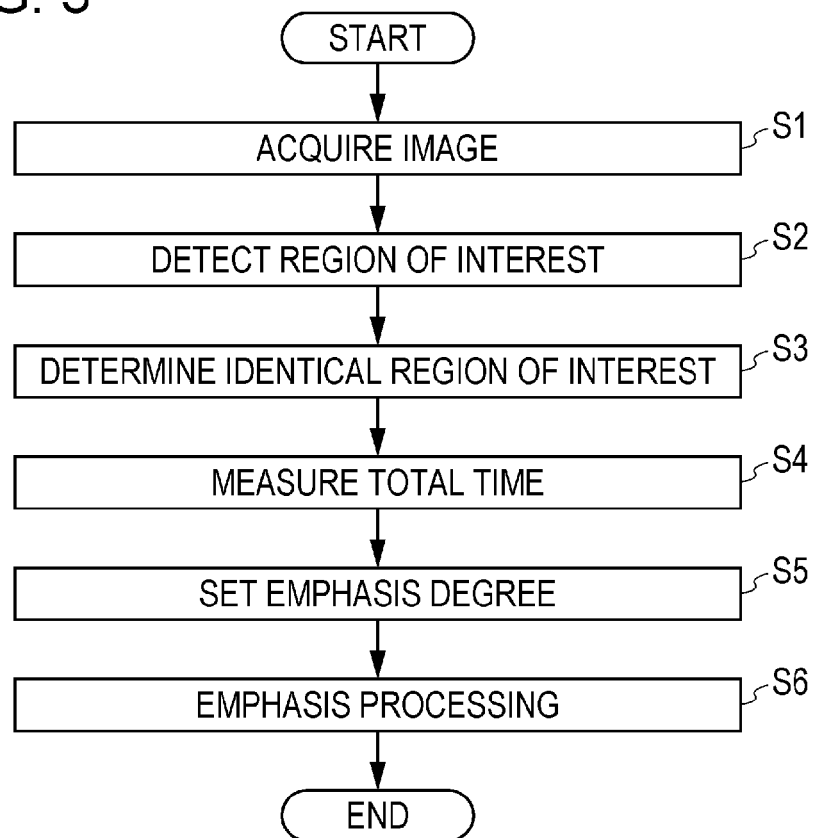 START
ACQUIRE IMAGE
S1
DETECT REGION OF INTEREST
S2
DETERMINE IDENTICAL REGION OF INTEREST
S3
MEASURE TOTAL TIME
S4
SET EMPHASIS DEGREE
S5
EMPHASIS PROCESSING
S6
END